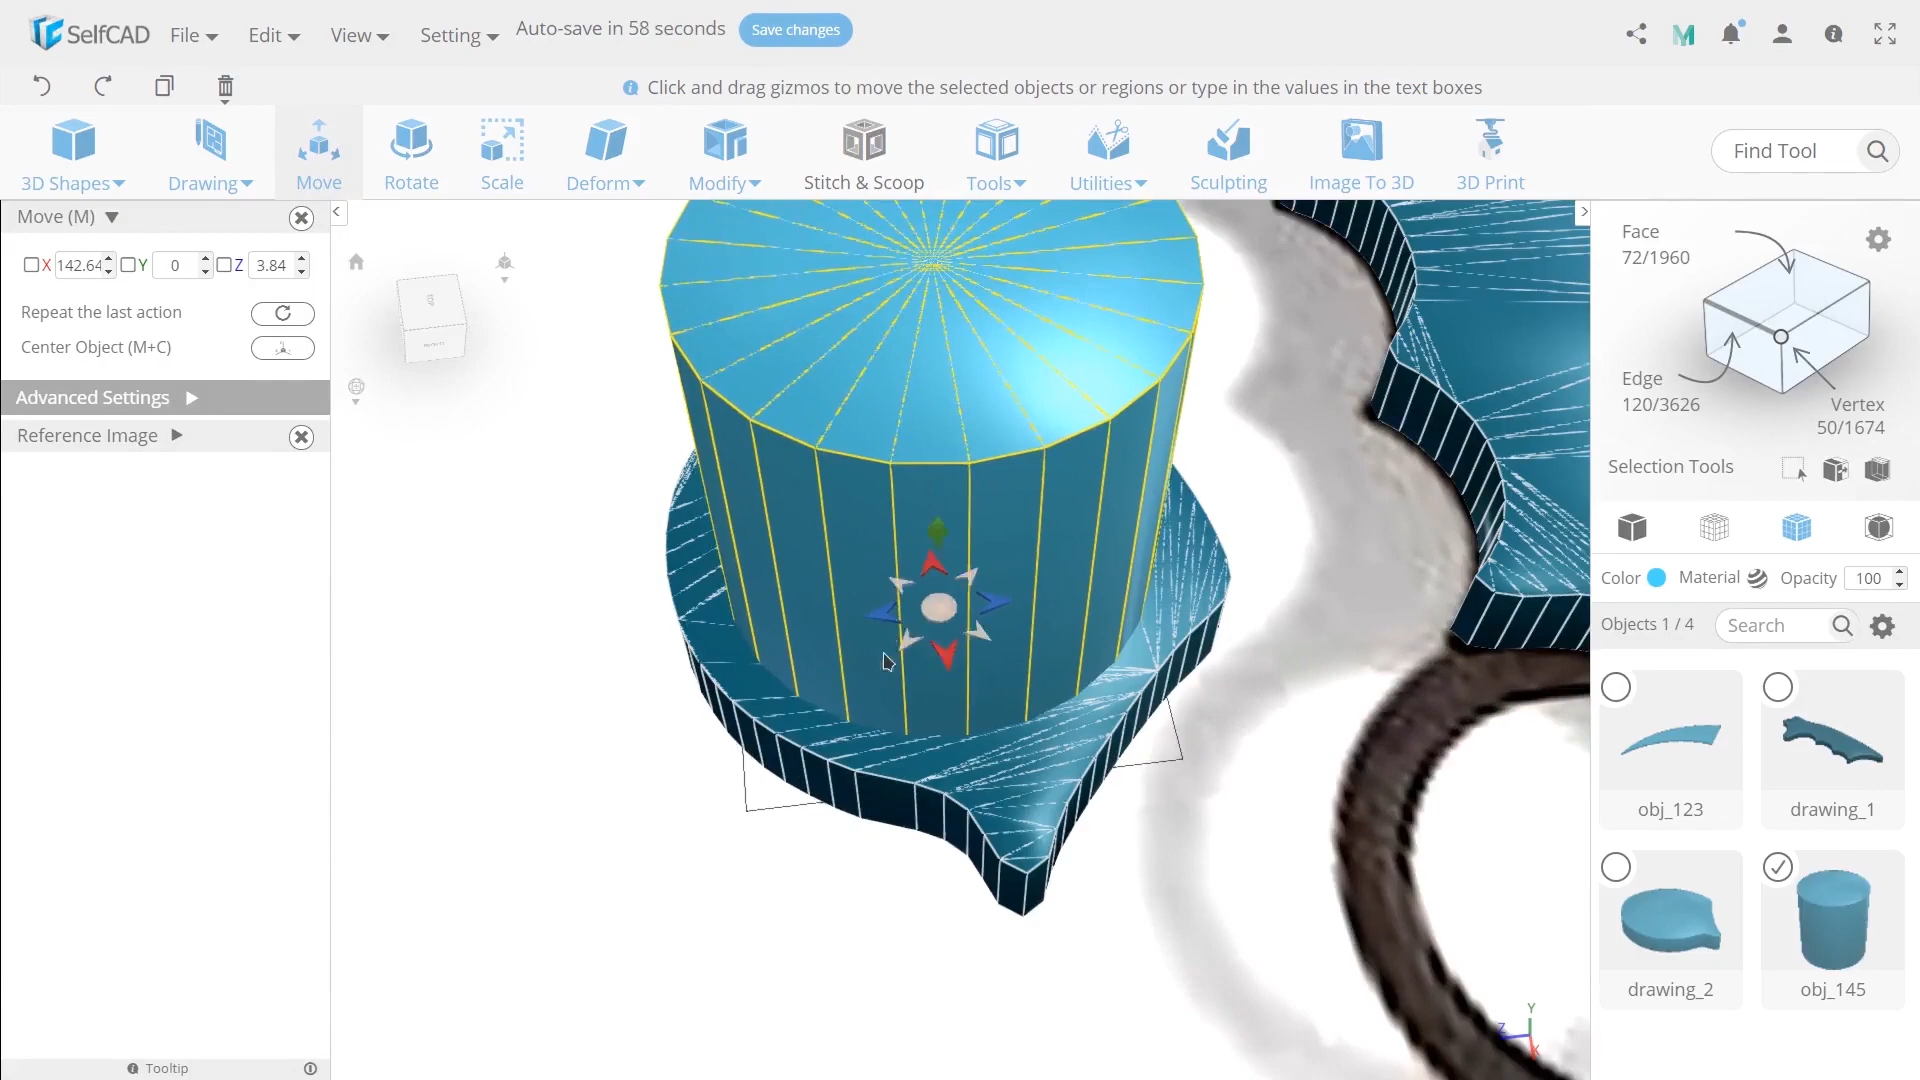 SelfCAD
File
Edit
View
Setting
Auto-save in 58 seconds
Save changes
Click and drag gizmos to move the selected objects or regions or type in the values in the text boxes
3D Shapes
Drawing
Move
Rotate
Scale
Deform
Modify
Stitch & Scoop
Tools
Utilities
Sculpting
Image To 3D
3D Print
Find Tool
Move (M)
X 142.64 Y 0 Z 3.84
Repeat the last action
Center Object (M+C)
Advanced Settings
Reference Image
Tooltip
Face
72/1960
Edge
120/3626
Vertex
50/1674
Selection Tools
Color
Material
Opacity
100
Objects 1 / 4
Search
obj_123
drawing_1
drawing_2
obj_145
Y
Z
X